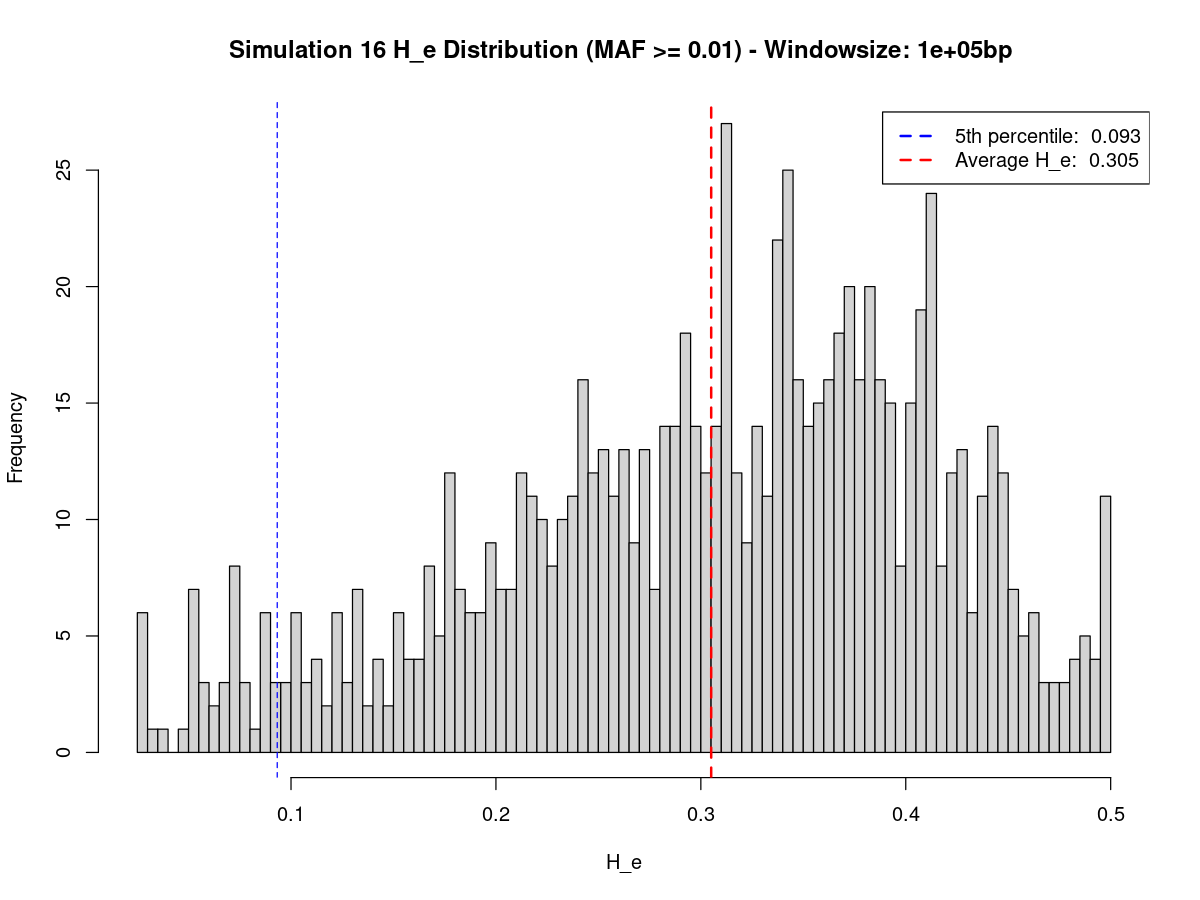 Simulation 16 H_e Distribution (MAF >= 0.01) - Windowsize: 1e+05bp
5th percentile: 0.093
Average H_e: 0.305
Frequency
25
20
15
10
5
0
0.1 0.2 0.3 0.4 0.5
H_e